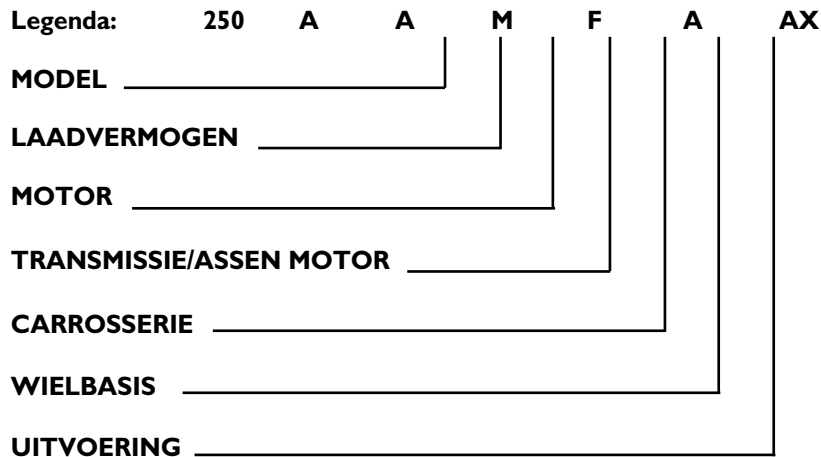 Legenda: 250 A A M F A AX
MODEL
LAADVERMOGEN
MOTOR
TRANSMISSIE/ASSEN MOTOR
CARROSSERIE
WIELBASIS
UITVOERING